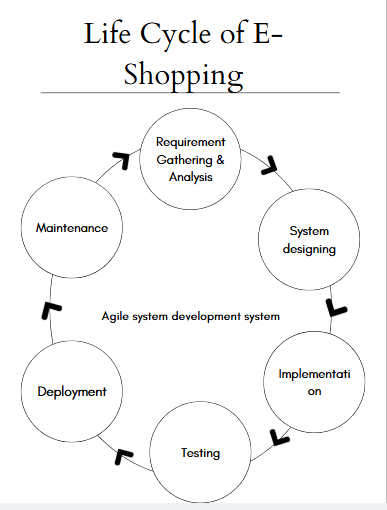 Life Cycle of E-
Shopping
Requirement
Gathering &
Analysis
System
designing
Implementati
on
Testing
Deployment
Maintenance
Agile system development system